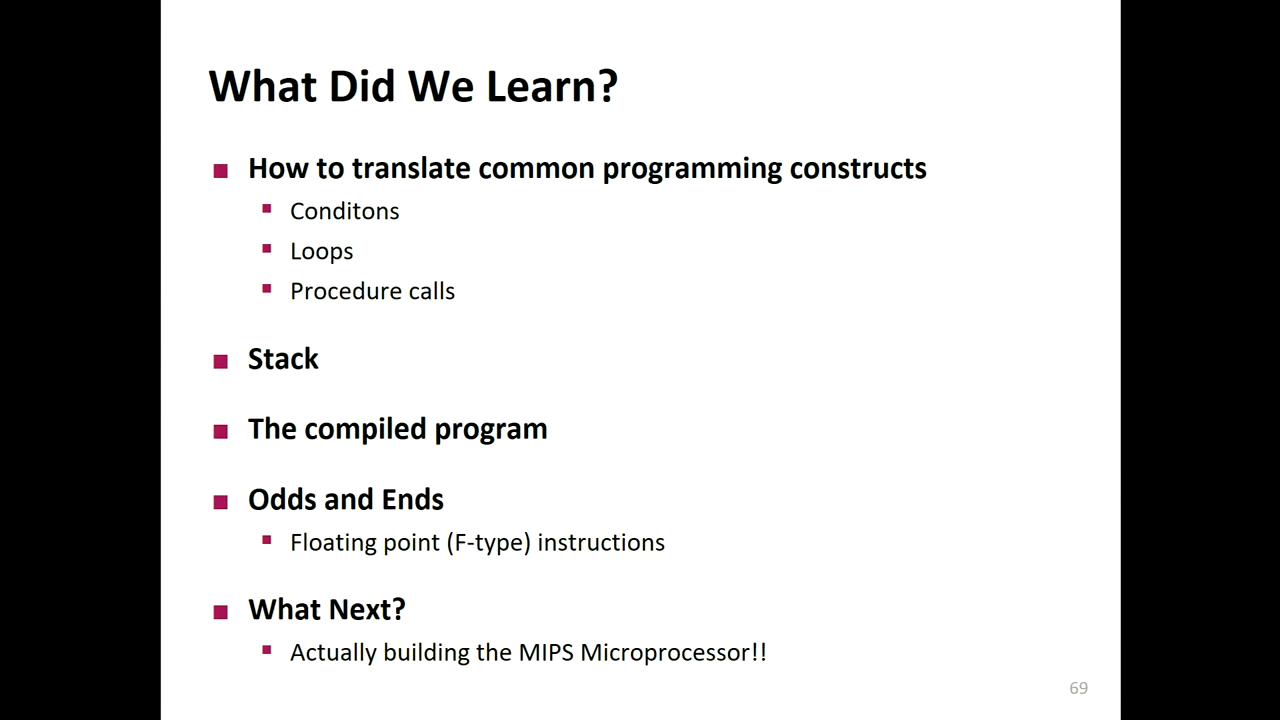 What Did We Learn?
How to translate common programming constructs
Conditons
Loops
Procedure calls
Stack
The compiled program
Odds and Ends
Floating point (F-type) instructions
What Next?
Actually building the MIPS Microprocessor!!
69